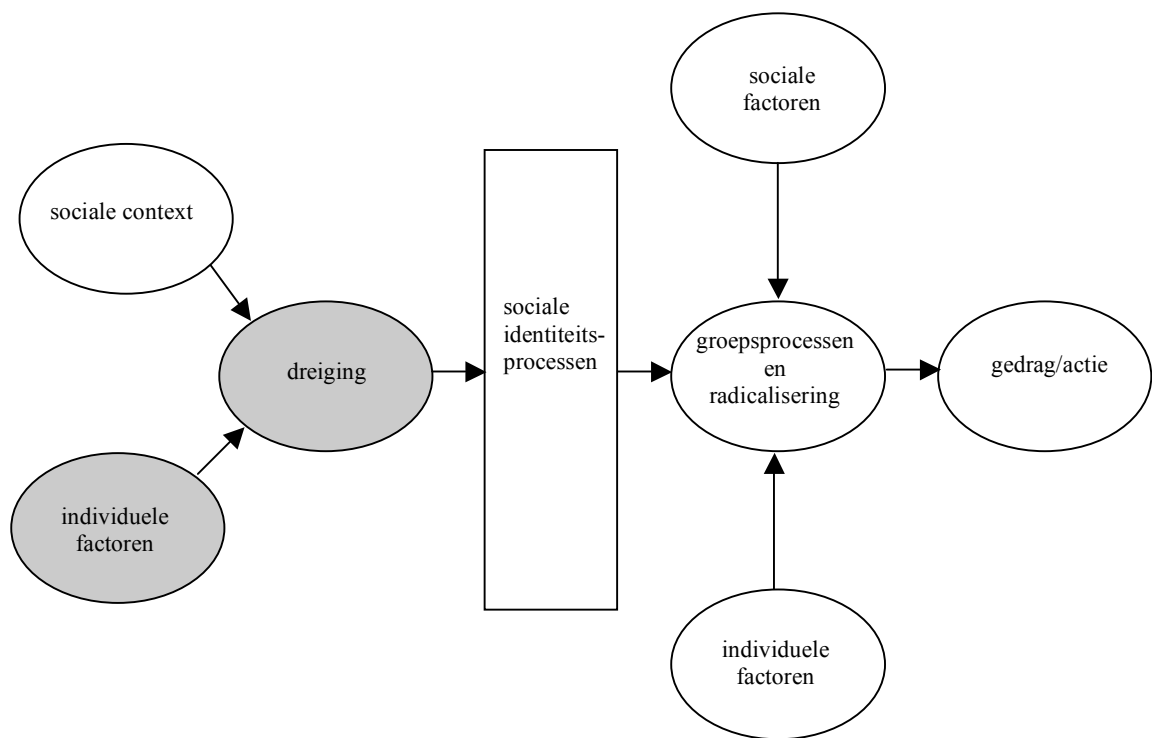 sociale context
individuele
factoren
dreiging
sociale
identiteits-
processen
sociale
factoren
groepsprocessen
en
radicalisering
individuele
factoren
gedrag/actie